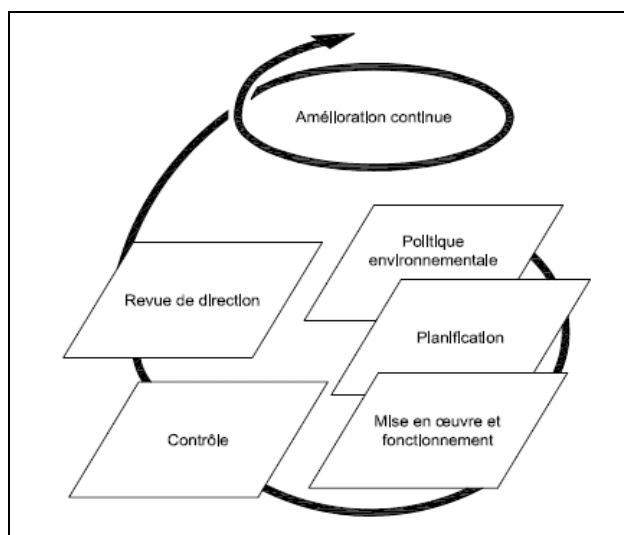 Amélioration continue
Politique
environnementale
Revue de direction
Planification
Mise en œuvre et
fonctionnement
Contrôle